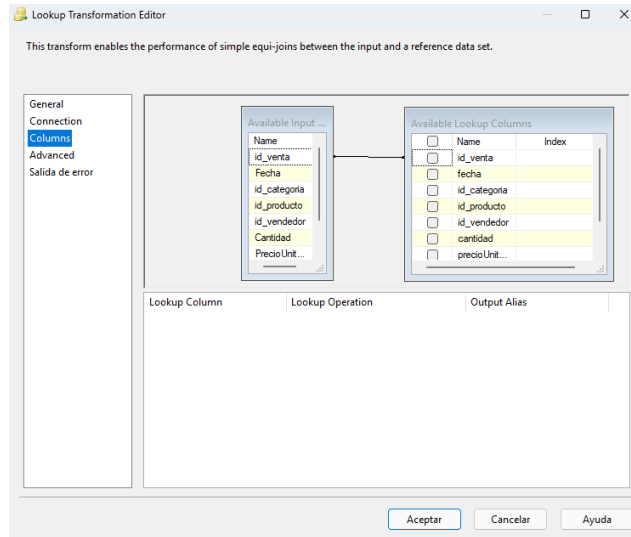 Lookup Transformation Editor
This transform enables the performance of simple equi-joins between the input and a reference data set.
General
Connection
Columns
Advanced
Salida de error
Available Input ...
Name
id_venta
Fecha
id_categoria
id_producto
id_vendedor
Cantidad
PrecioUnit...
Available Lookup Columns
Name Index
id_venta
fecha
id_categoria
id_producto
id_vendedor
cantidad
precioUnit...
Lookup Column Lookup Operation Output Alias
Aceptar Cancelar Ayuda